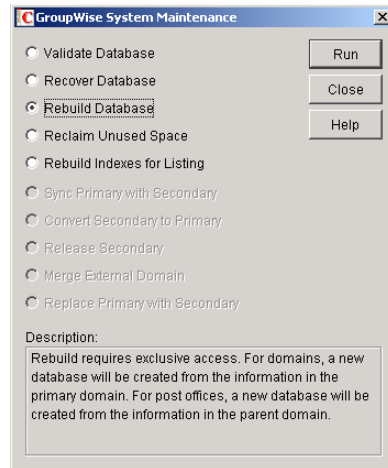 GroupWise System Maintenance
Validate Database
Run
Recover Database
Close
Rebuild Database
Help
Reclaim Unused Space
Rebuild Indexes for Listing
Sync Primary with Secondary
Convert Secondary to Primary
Release Secondary
Merge External Domain
Replace Primary with Secondary
Description:
Rebuild requires exclusive access. For domains, a new
database will be created from the information in the
primary domain. For post offices, a new database will be
created from the information in the parent domain.